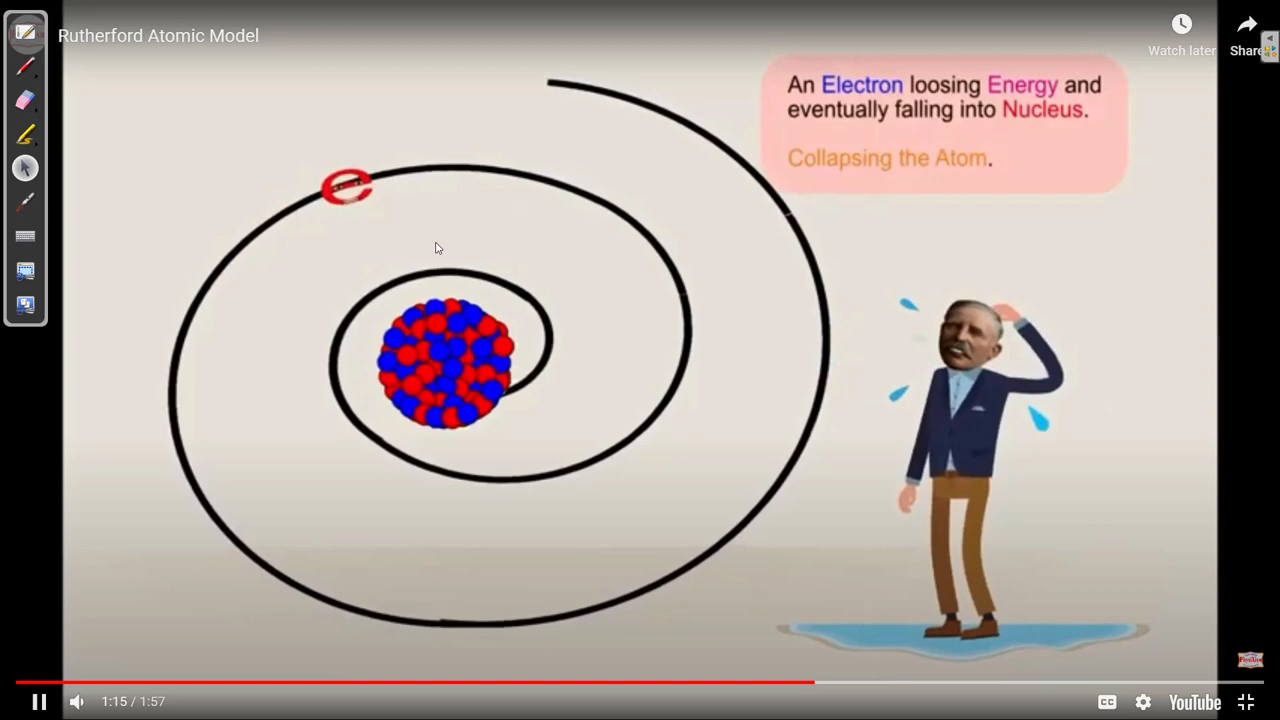 Rutherford Atomic Model
Watch later
Share
An Electron loosing Energy and
eventually falling into Nucleus.
Collapsing the Atom.
e
1:15 / 1:57
CC
YouTube